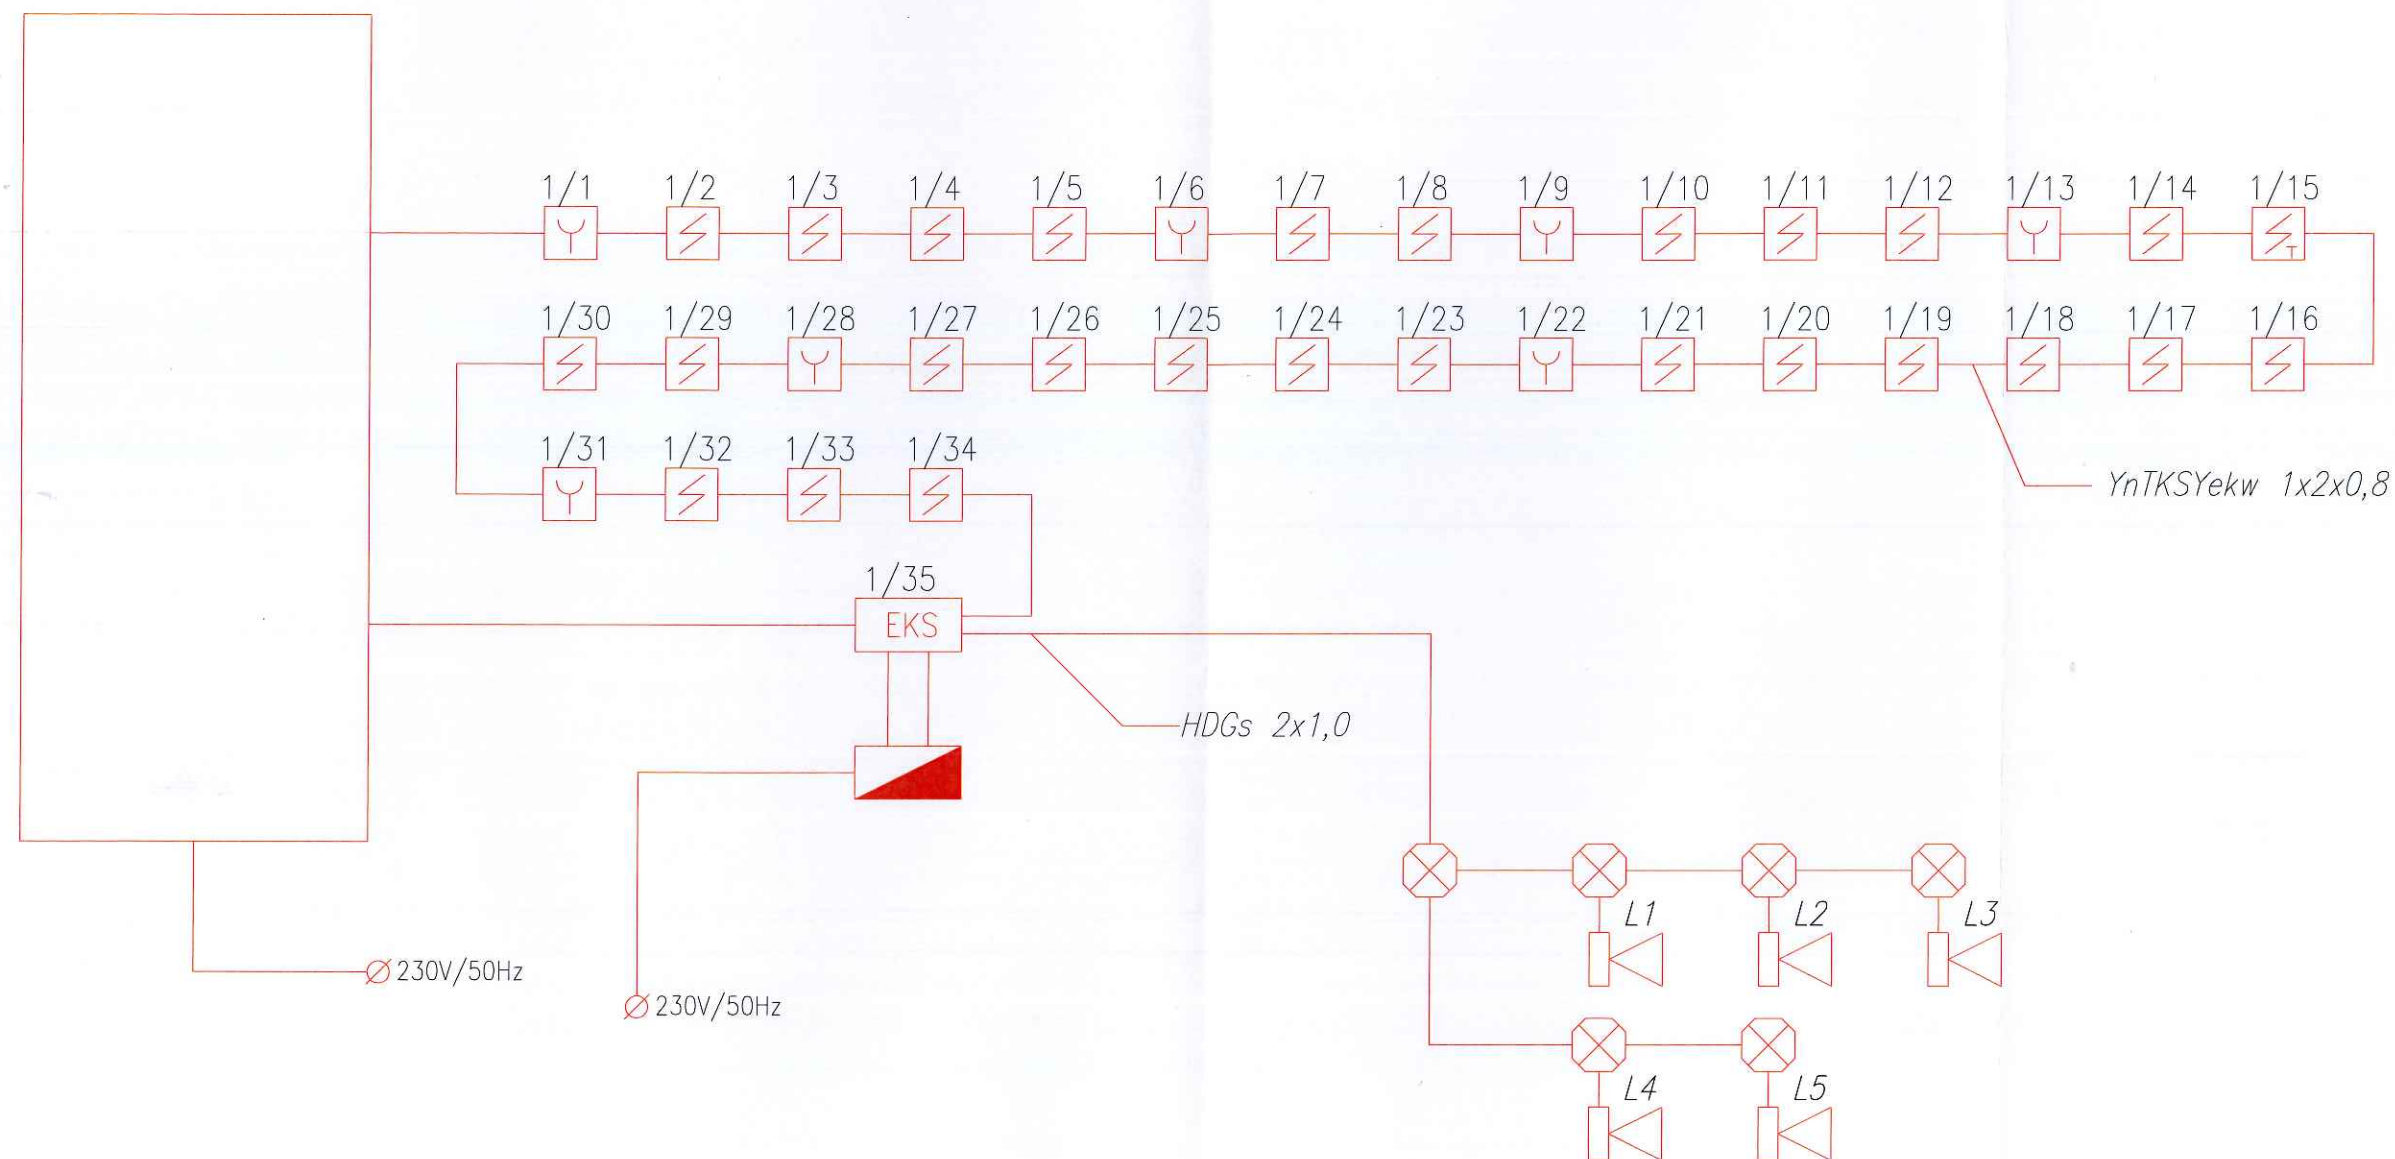 1/1 1/2 1/3 1/4 1/5 1/6 1/7 1/8 1/9 1/10 1/11 1/12 1/13 1/14 1/15
T
1/30 1/29 1/28 1/27 1/26 1/25 1/24 1/23 1/22 1/21 1/20 1/19 1/18 1/17 1/16
1/31 1/32 1/33 1/34
YnTKSYekw 1x2x0,8
1/35
EKS
HDGs 2x1,0
L1 L2 L3
230V/50Hz
230V/50Hz
L4 L5